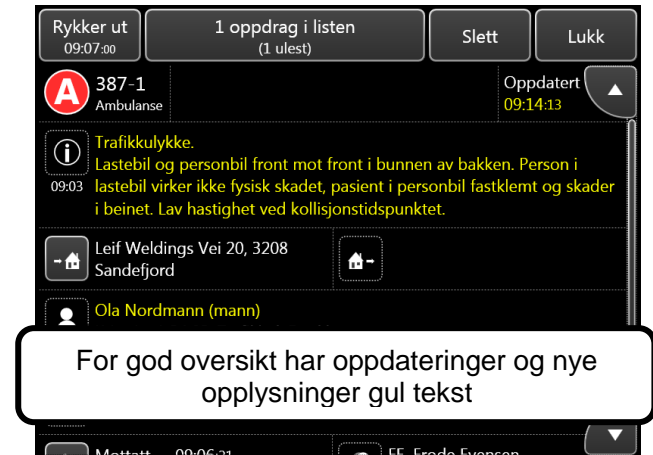 Rykker ut
09:07:00
1 oppdrag i listen
(1 ulest)
Slett
Lukk
A
387-1
Ambulanse
Oppdatert
09:14:13
Trafikkulykke.
Lastebil og personbil front mot front i bunnen av bakken. Person i
09:03
lastebil virker ikke fysisk skadet, pasient i personbil fastklemt og skader
i beinet. Lav hastighet ved kollisjonstidspunktet.
Leif Weldings Vei 20, 3208
Sandefjord
Ola Nordmann (mann)
For god oversikt har oppdateringer og nye
opplysninger gul tekst
Mottatt 09:06:21
EE, Frode Evensen